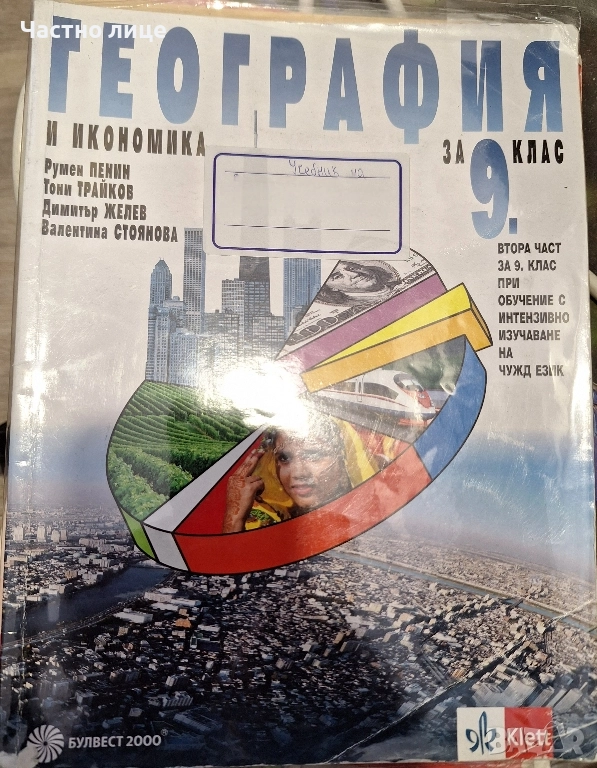 Частно лице
ГЕОГРАФИЯ
И ИКОНОМИКА
ЗА 9. КЛАС
Румен ПЕНИН
Тони ТРАЙКОВ
Димитър ЖЕЛЕВ
Валентина СТОЯНОВА
Учебник на
ВТОРА ЧАСТ
ЗА 9. КЛАС
ПРИ
ОБУЧЕНИЕ С
ИНТЕНЗИВНО
ИЗУЧАВАНЕ
НА
ЧУЖД ЕЗИК
БУЛВЕСТ 2000®
Klett